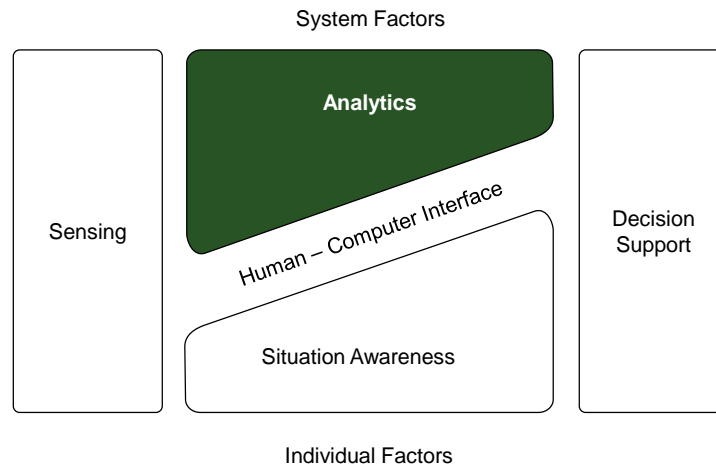 System Factors
Analytics
Sensing
Human – Computer Interface
Decision
Support
Situation Awareness
Individual Factors